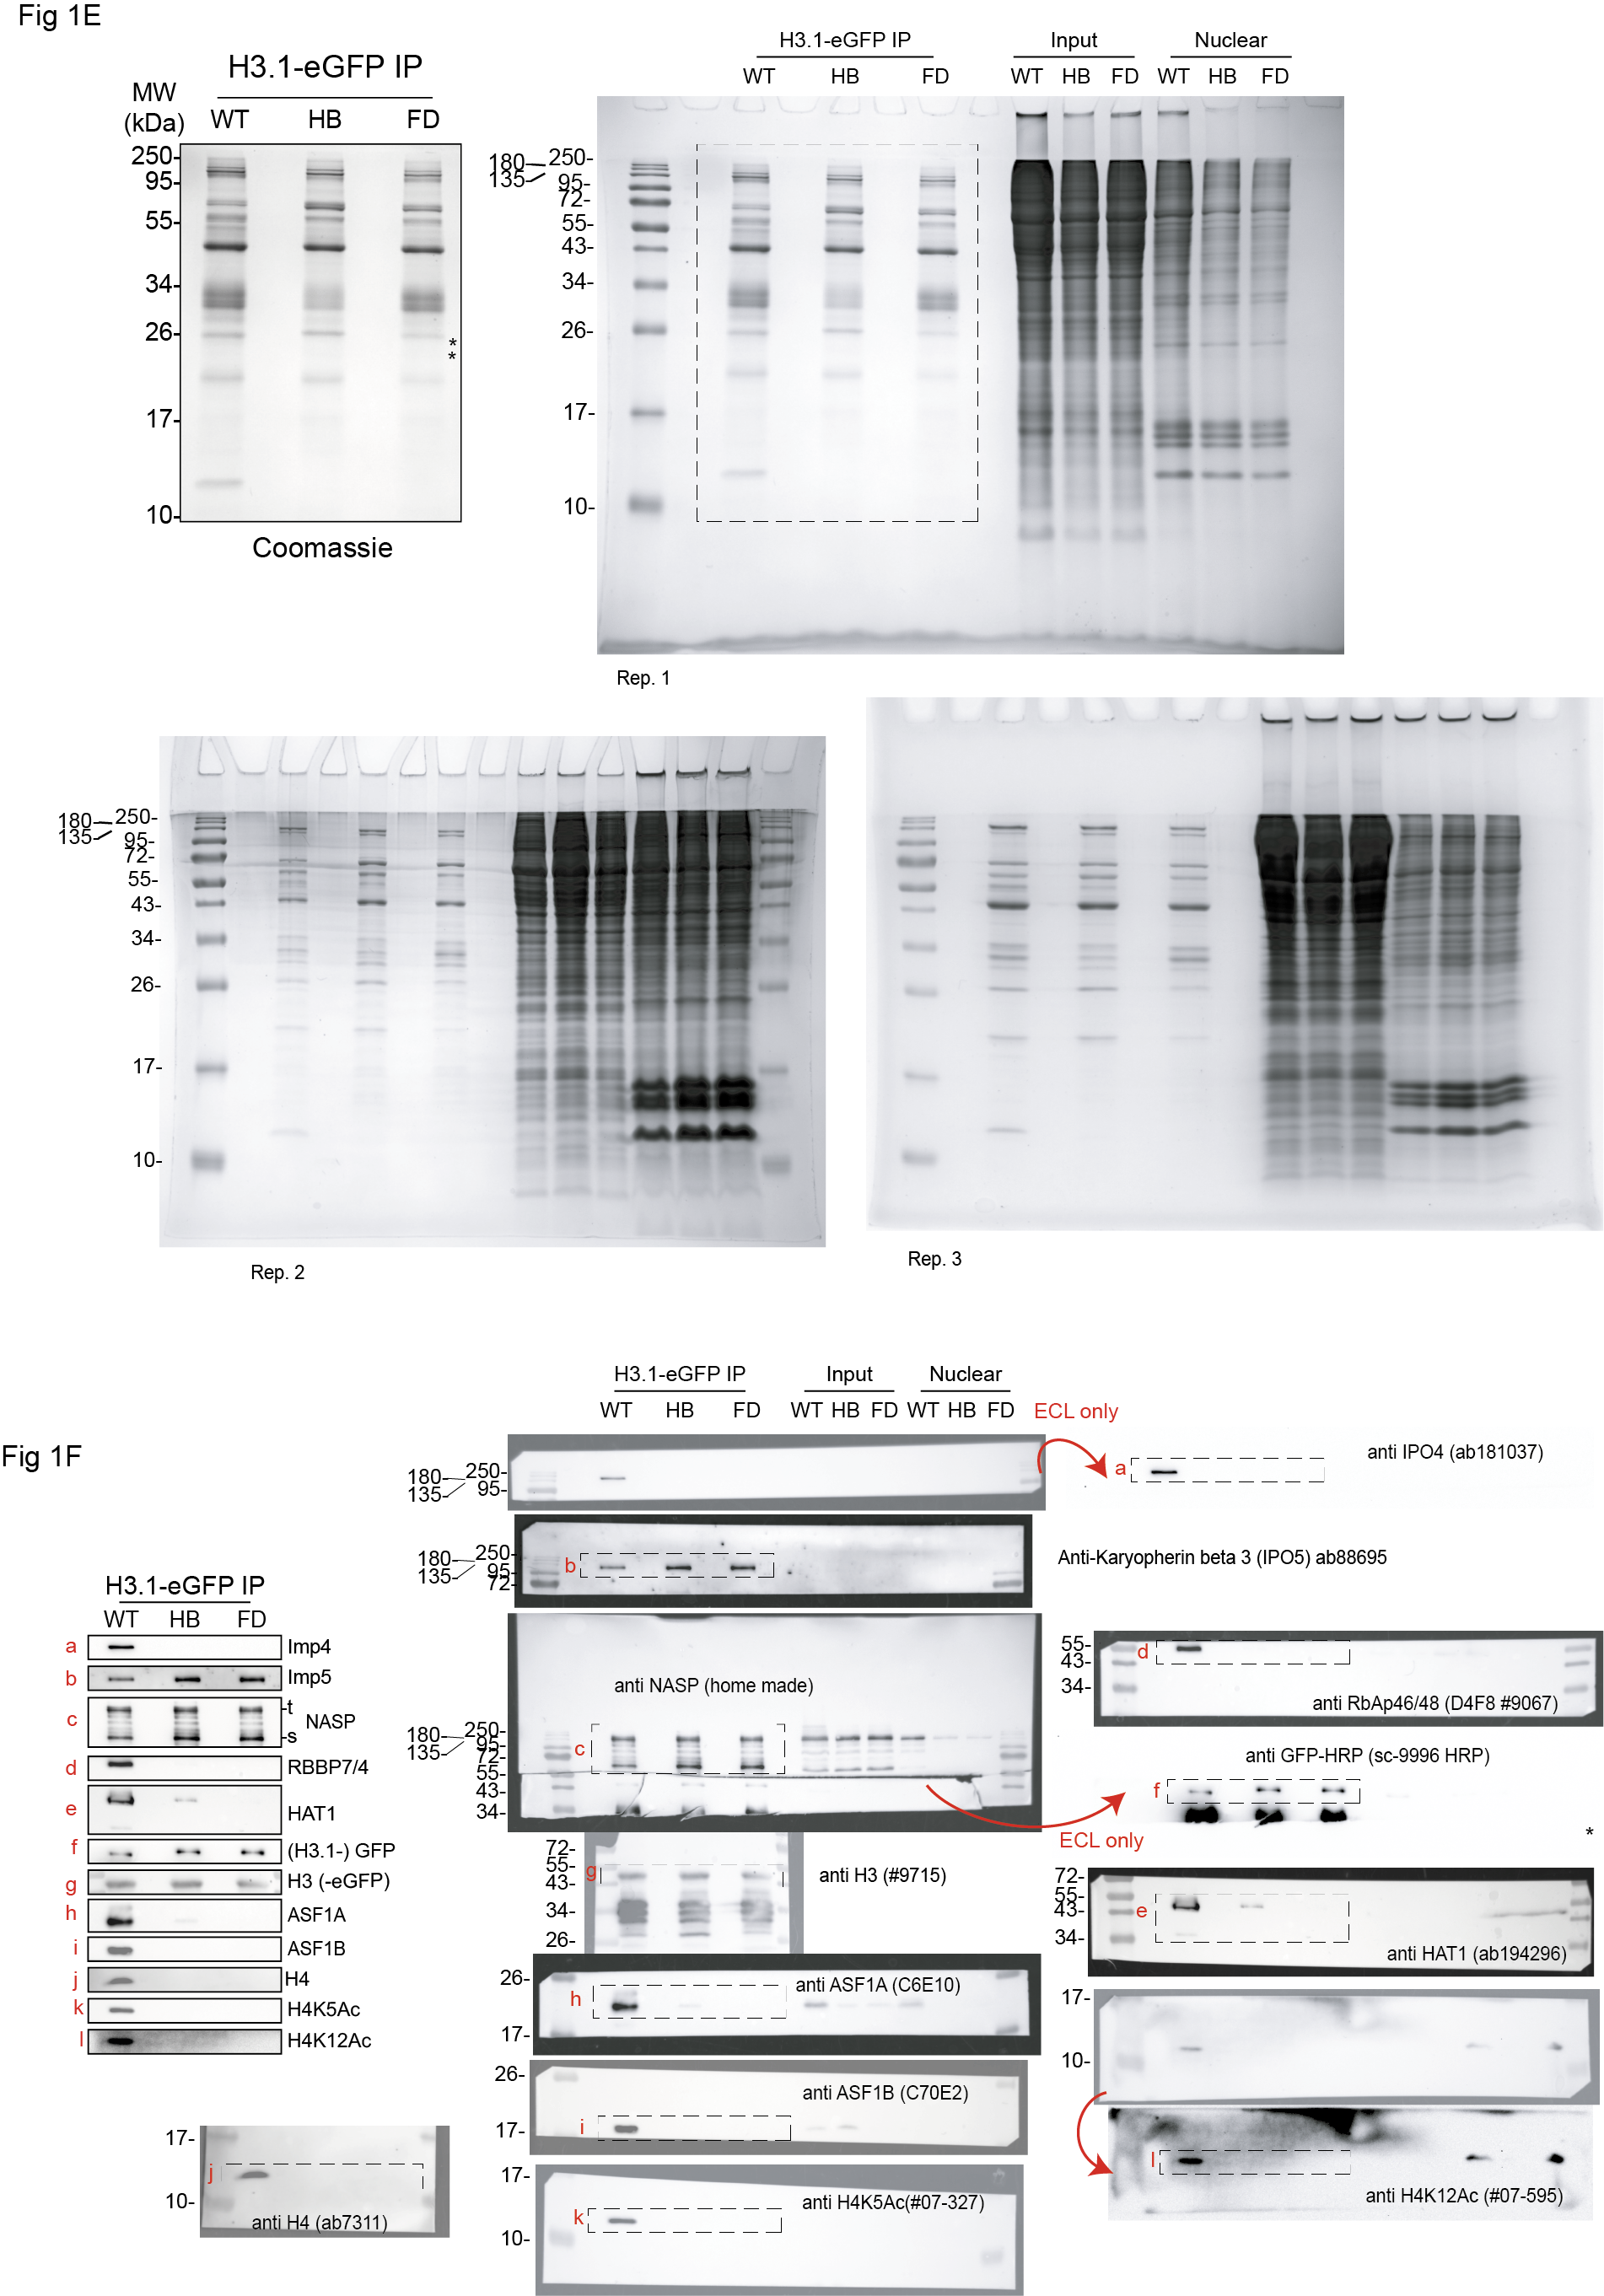 Fig 1E
H3.1-eGFP IP
MW
(kDa)
WT HB FD
250-
95-
55-
34-
26-
17-
10-
*
*
Coomassie
H3.1-eGFP IP Input Nuclear
WT HB FD WT HB FD WT HB FD
180
135
250-
95-
72-
55-
43-
34-
26-
17-
10-
Rep. 1
180
135
250-
95-
72-
55-
43-
34-
26-
17-
10-
Rep. 2
Rep. 3
Fig 1F
H3.1-eGFP IP Input Nuclear
WT HB FD WT HB FD WT HB FD
ECL only
180-
135-
250-
95-
a
anti IPO4 (ab181037)
180-
135-
250-
95-
72-
b
Anti-Karyopherin beta 3 (IPO5) ab88695
H3.1-eGFP IP
WT HB FD
a Imp4
b Imp5
c -t NASP -s
d RBBP7/4
e HAT1
f (H3.1-) GFP
g H3 (-eGFP)
h ASF1A
i ASF1B
j H4
k H4K5Ac
l H4K12Ac
anti NASP (home made)
180-
135-
250-
95-
72-
55-
43-
34-
c
55-
43-
34-
d
anti RbAp46/48 (D4F8 #9067)
anti GFP-HRP (sc-9996 HRP)
f
ECL only
*
72-
55-
43-
34-
26-
g
anti H3 (#9715)
72-
55-
43-
34-
e
anti HAT1 (ab194296)
26-
17-
h
anti ASF1A (C6E10)
26-
17-
i
anti ASF1B (C70E2)
17-
10-
l
anti H4K12Ac (#07-595)
17-
10-
j
anti H4 (ab7311)
17-
10-
k
anti H4K5Ac(#07-327)